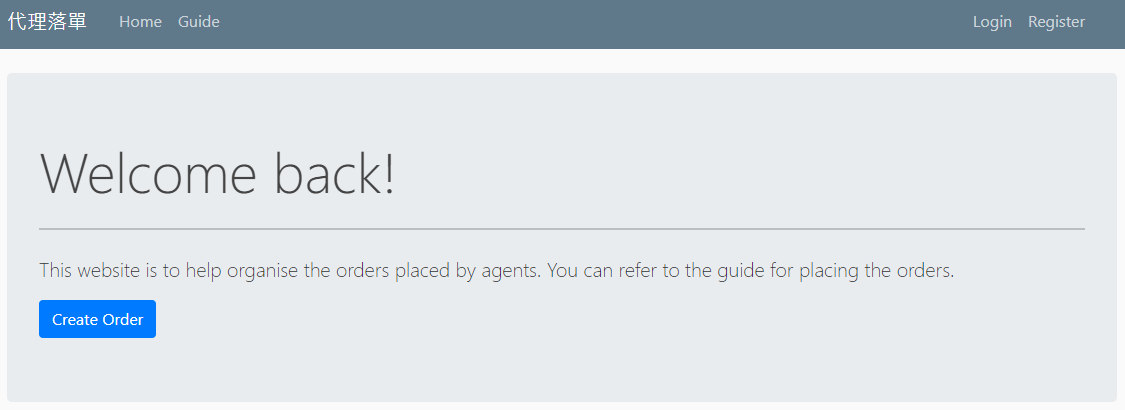 代理落單 Home Guide Login Register
Welcome back!
This website is to help organise the orders placed by agents. You can refer to the guide for placing the orders.
Create Order